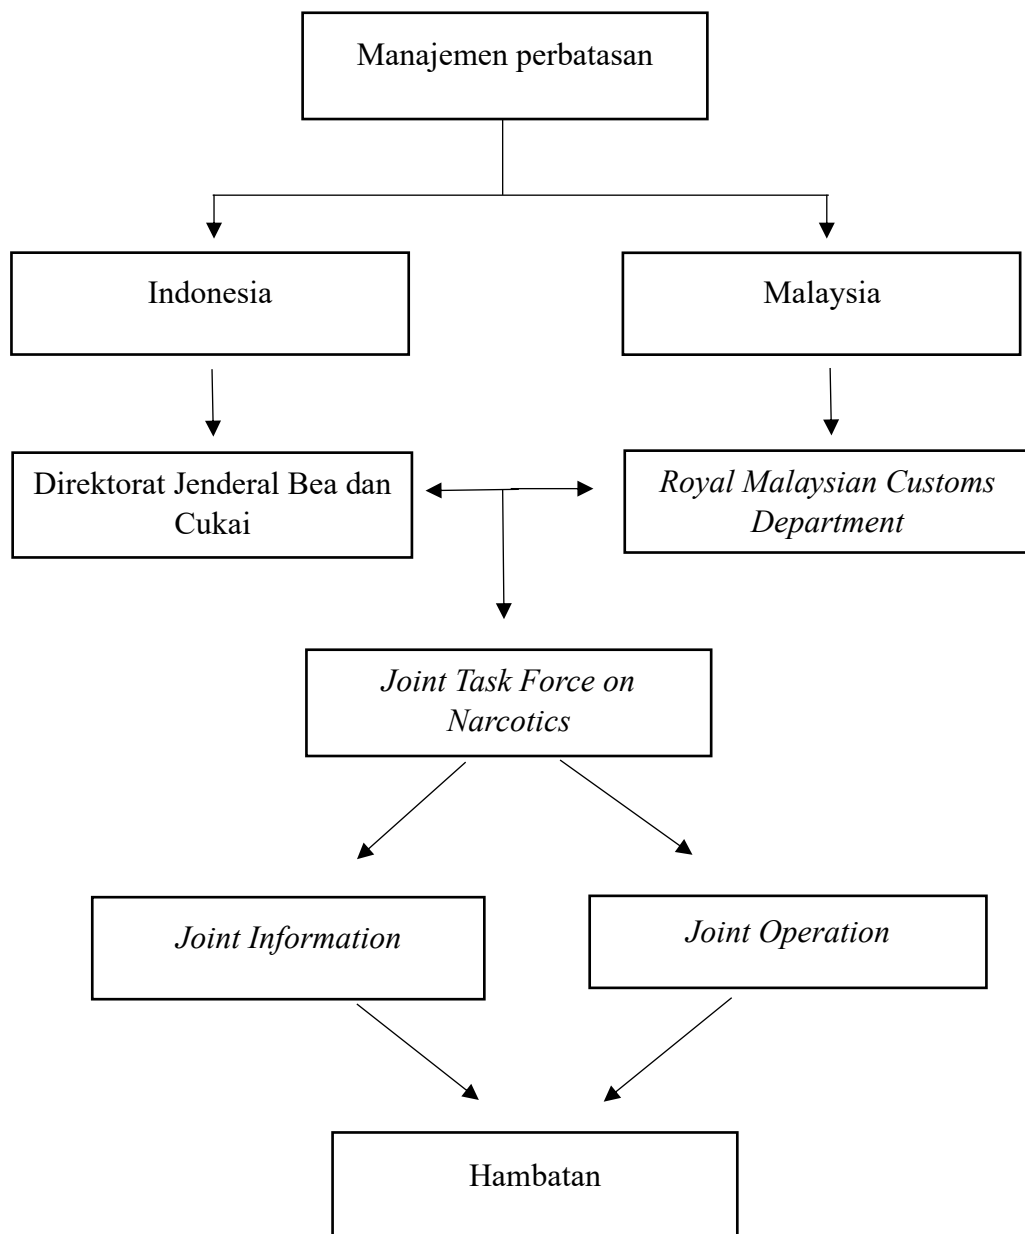 Manajemen perbatasan
Indonesia
Malaysia
Direktorat Jenderal Bea dan
Cukai
Royal Malaysian Customs
Department
Joint Task Force on
Narcotics
Joint Information
Joint Operation
Hambatan